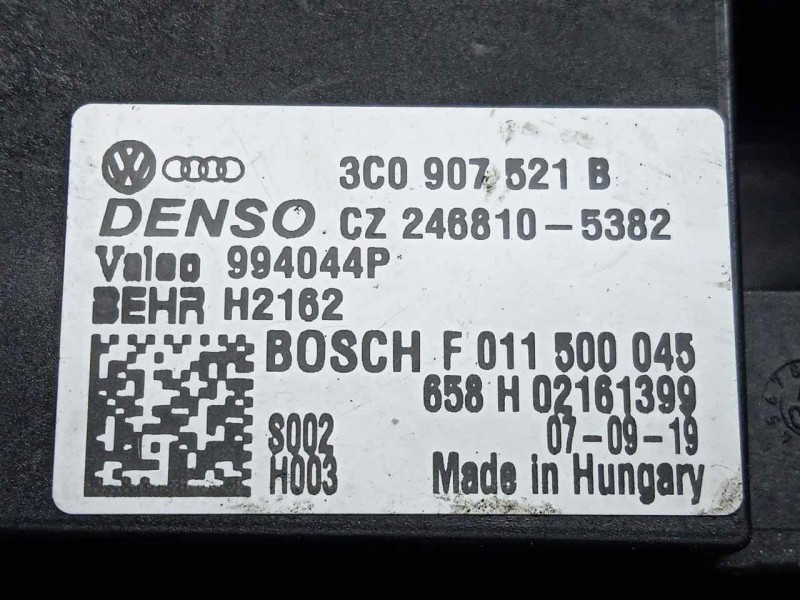 3C0 907 521 B
DENSO CZ 246810-5382
Valeo 994044P
BEHR H2162
BOSCH F 011 500 045
658 H 02161399
S002 07-09-19
H003 Made in Hungary